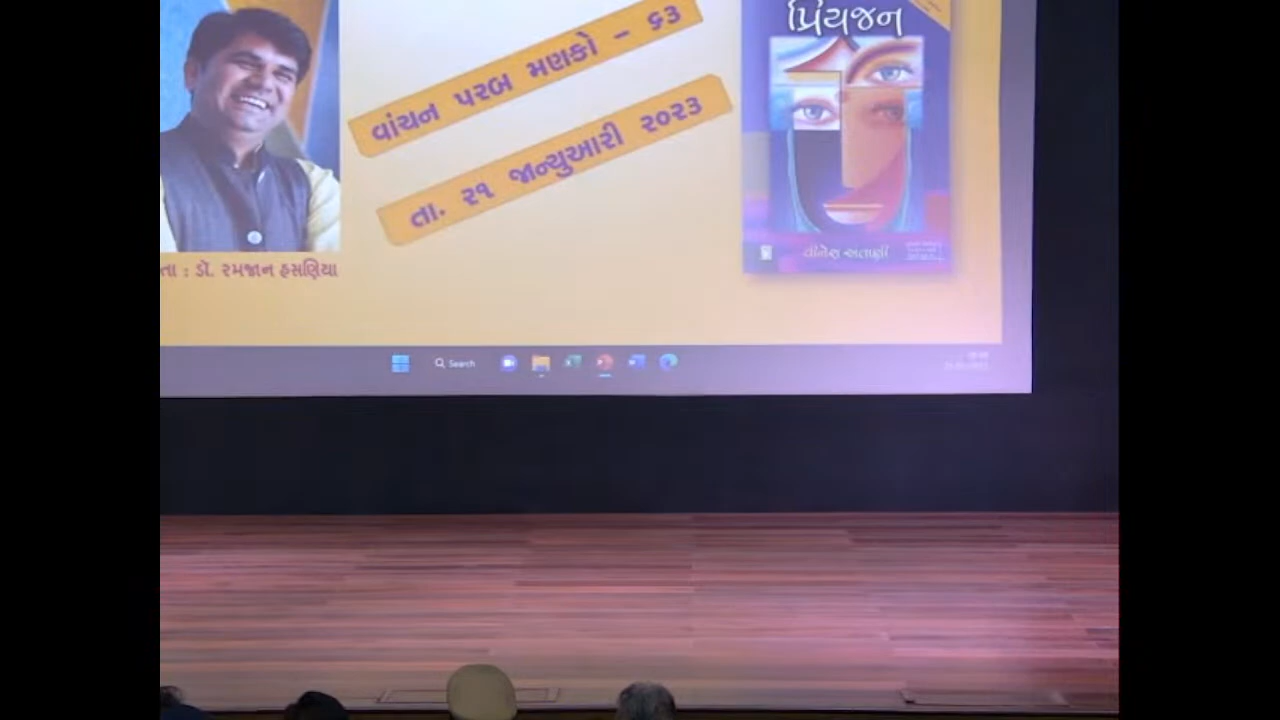 પ્રિયજન
વાંચન પરબ મણકો - ૬૩
તા. ૨૧ જાન્યુઆરી ૨૦૨૩
વીનેશ અંતાણી
તા : ડૉ. રમજાન હસણિયા
Search